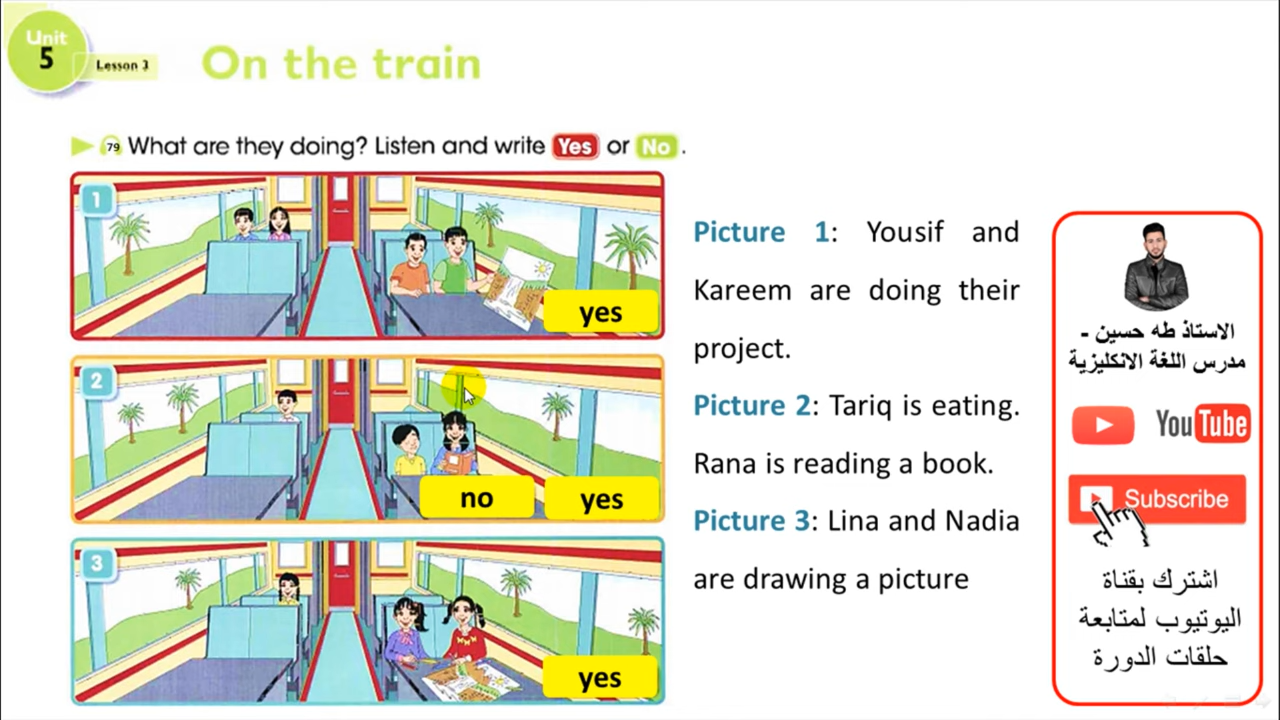 Unit
5
Lesson 3
On the train
79 What are they doing? Listen and write Yes or No .
1
yes
2
no yes
3
yes
Picture 1: Yousif and
Kareem are doing their
project.
Picture 2: Tariq is eating.
Rana is reading a book.
Picture 3: Lina and Nadia
are drawing a picture
الاستاذ طه حسين -
مدرس اللغة الانكليزية
YouTube
Subscribe
اشترك بقناة
اليوتيوب لمتابعة
حلقات الدورة